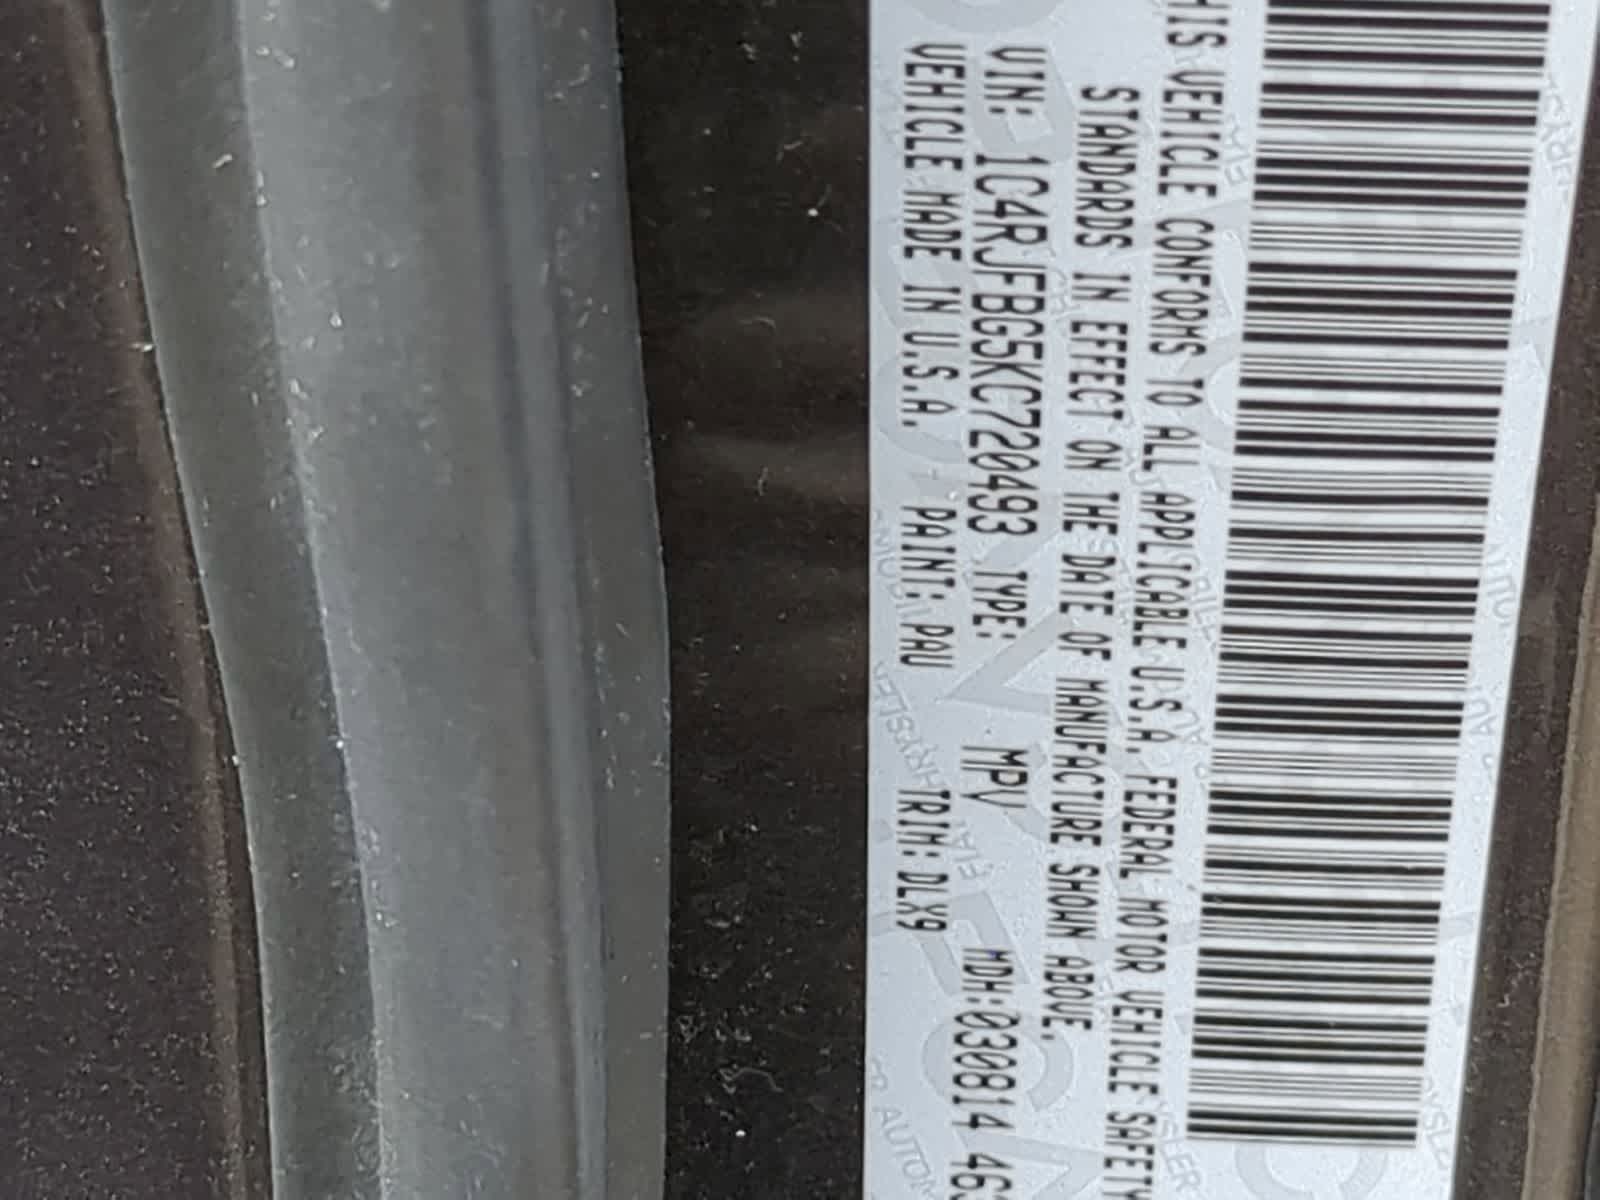 HIS VEHICLE CONFORMS TO ALL APPLICABLE U.S.A. FEDERAL MOTOR VEHICLE SAFETY
STANDARDS IN EFFECT ON THE DATE OF MANUFACTURE SHOWN ABOVE.
VIN: 1C4RJFBG5KC720493 TYPE: MPV MDH:030814 463
VEHICLE MADE IN U.S.A. PAINT: PAU TRIM:DLX9